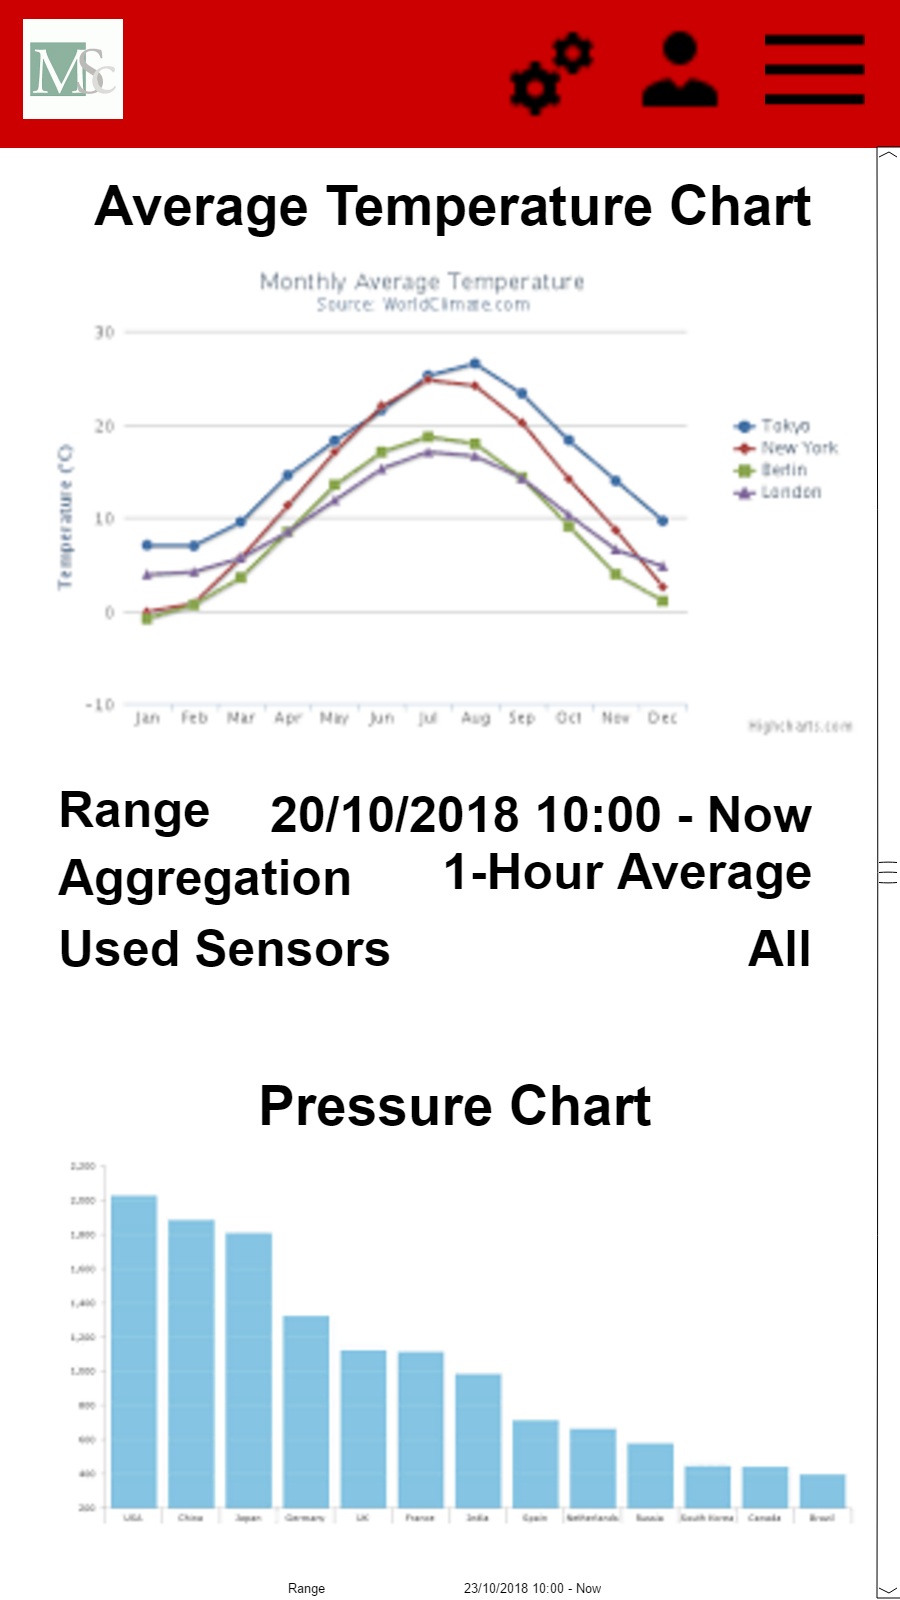 MSc
Average Temperature Chart
Monthly Average Temperature
Source: WorldClimate.com
Temperature (°C)
30
20
10
0
-10
Jan Feb Mar Apr May Jun Jul Aug Sep Oct Nov Dec
Tokyo
New York
Berlin
London
Highcharts.com
Range 20/10/2018 10:00 - Now
Aggregation 1-Hour Average
Used Sensors All
Pressure Chart
2,200
2,000
1,800
1,600
1,400
1,200
1,000
800
600
400
200
USA China Japan Germany UK France India Spain Netherlands Russia South Korea Canada Brazil
Range 23/10/2018 10:00 - Now